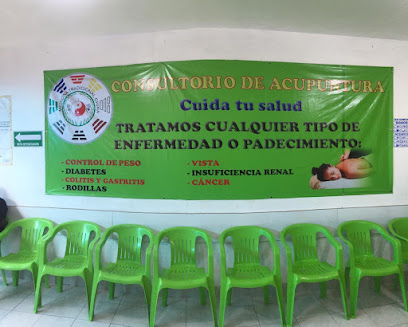 CONSULTORIO DE ACUPUNTURA
Cuida tu salud
TRATAMOS CUALQUIER TIPO DE
ENFERMEDAD O PADECIMIENTO:
- CONTROL DE PESO
- DIABETES
- COLITIS Y GASTRITIS
- RODILLAS
- VISTA
- INSUFICIENCIA RENAL
- CÁNCER